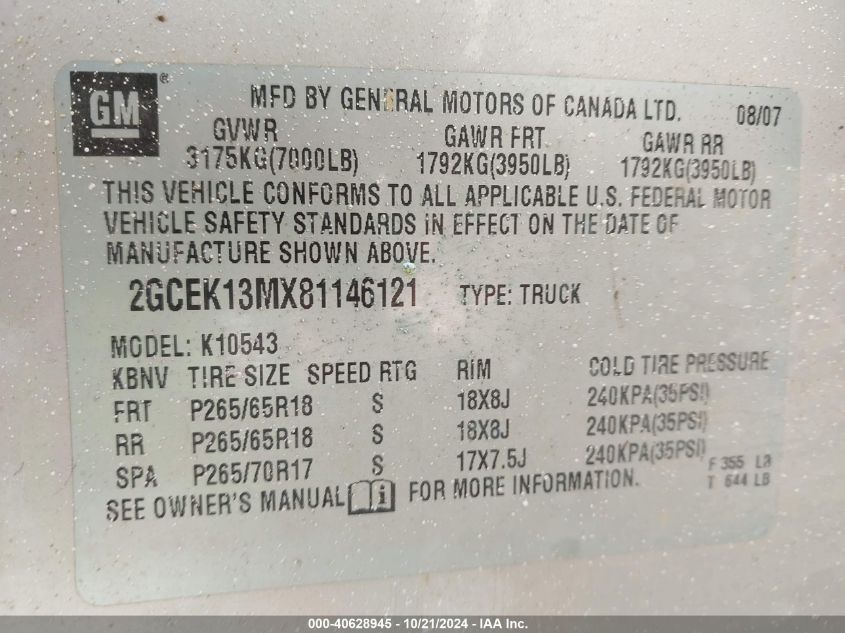 GM ®
MFD BY GENERAL MOTORS OF CANADA LTD. 08/07
GVWR GAWR FRT GAWR RR
3175KG(7000LB) 1792KG(3950LB) 1792KG(3950LB)
THIS VEHICLE CONFORMS TO ALL APPLICABLE U.S. FEDERAL MOTOR
VEHICLE SAFETY STANDARDS IN EFFECT ON THE DATE OF
MANUFACTURE SHOWN ABOVE.
2GCEK13MX81146121 TYPE: TRUCK
MODEL: K10543
KBNV TIRE SIZE SPEED RTG RIM COLD TIRE PRESSURE
FRT P265/65R18 S 18X8J 240KPA(35PSI)
RR P265/65R18 S 18X8J 240KPA(35PSI)
SPA P265/70R17 S 17X7.5J 240KPA(35PSI) F 355 LB
SEE OWNER'S MANUAL i FOR MORE INFORMATION. T 644 LB
000-40628945 - 10/21/2024 - IAA Inc.